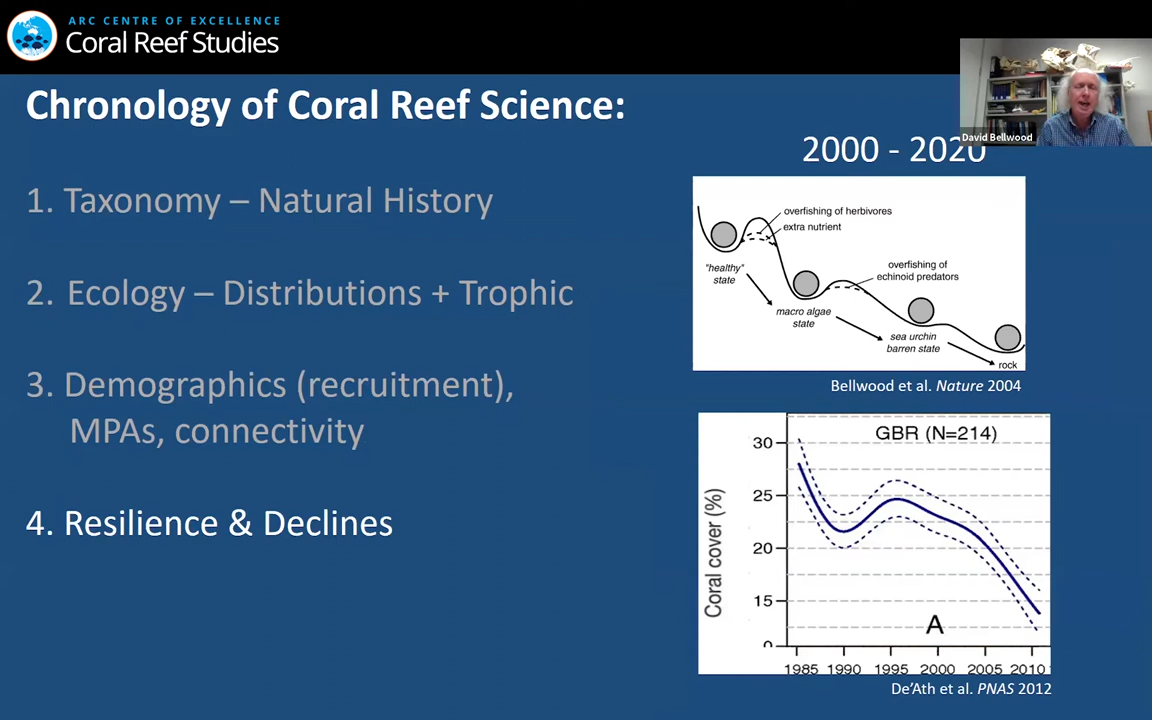 ARC CENTRE OF EXCELLENCE
Coral Reef Studies
David Bellwood
Chronology of Coral Reef Science:
1. Taxonomy – Natural History
2. Ecology – Distributions + Trophic
3. Demographics (recruitment),
MPAs, connectivity
4. Resilience & Declines
2000 - 2020
overfishing of herbivores
extra nutrient
"healthy"
state
overfishing of
echinoid predators
macro algae
state
sea urchin
barren state
rock
Bellwood et al. Nature 2004
GBR (N=214)
Coral cover (%)
30
25
20
15
0
A
1985 1990 1995 2000 2005 2010
De'Ath et al. PNAS 2012